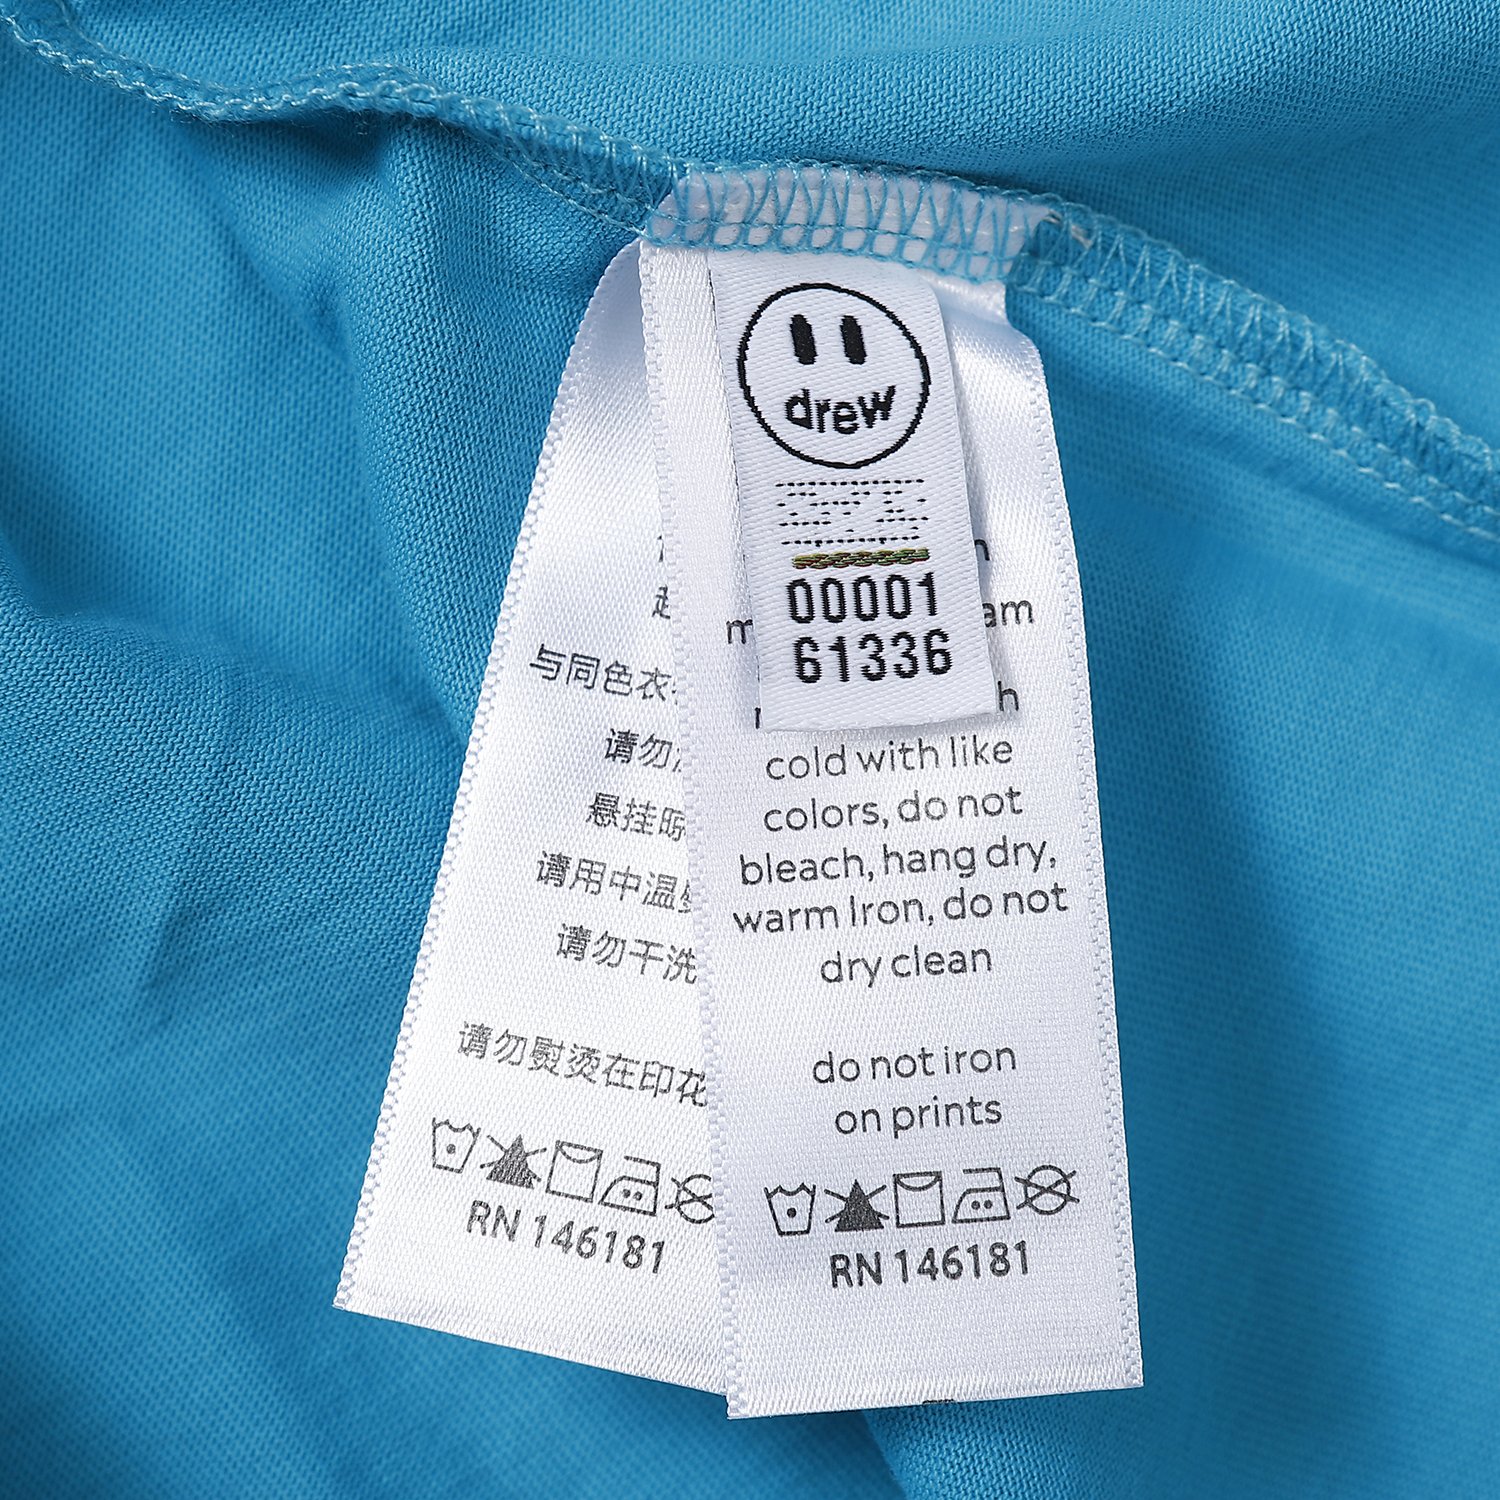 drew
00001
61336
am
cold with like
colors, do not
bleach, hang dry,
warm Iron, do not
dry clean
do not iron
on prints
RN 146181
与同色衣
请勿
悬挂晾
请用中温
请勿干洗
请勿熨烫在印花
RN 146181